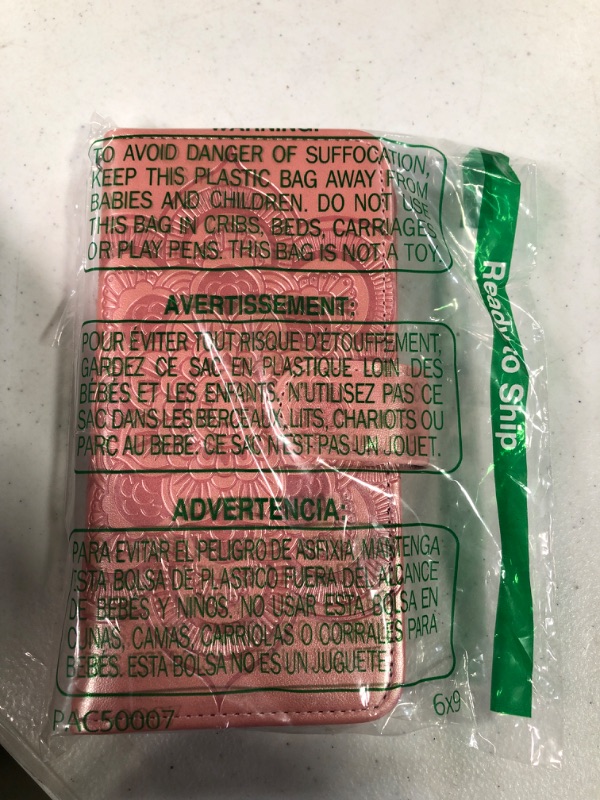 WARNING:
TO AVOID DANGER OF SUFFOCATION,
KEEP THIS PLASTIC BAG AWAY FROM
BABIES AND CHILDREN. DO NOT USE
THIS BAG IN CRIBS, BEDS, CARRIAGES
OR PLAY PENS. THIS BAG IS NOT A TOY
AVERTISSEMENT:
POUR ÉVITER TOUT RISQUE D'ÉTOUFFEMENT,
GARDEZ CE SAC EN PLASTIQUE LOIN DES
BÉBÉS ET LES ENFANTS. N'UTILISEZ PAS CE
SAC DANS LES BERCEAUX, LITS, CHARIOTS OU
PARC AU BÉBÉ. CE SAC N'EST PAS UN JOUET.
ADVERTENCIA:
PARA EVITAR EL PELIGRO DE ASFIXIA, MANTENGA
ESTA BOLSA DE PLASTICO FUERA DEL ALCANCE
DE BEBES Y NINOS. NO USAR ESTA BOLSA EN
CUNAS, CAMAS, CARRIOLAS O CORRALES PARA
BEBES. ESTA BOLSA NO ES UN JUGUETE.
PAC50007
6x9
Ready to Ship